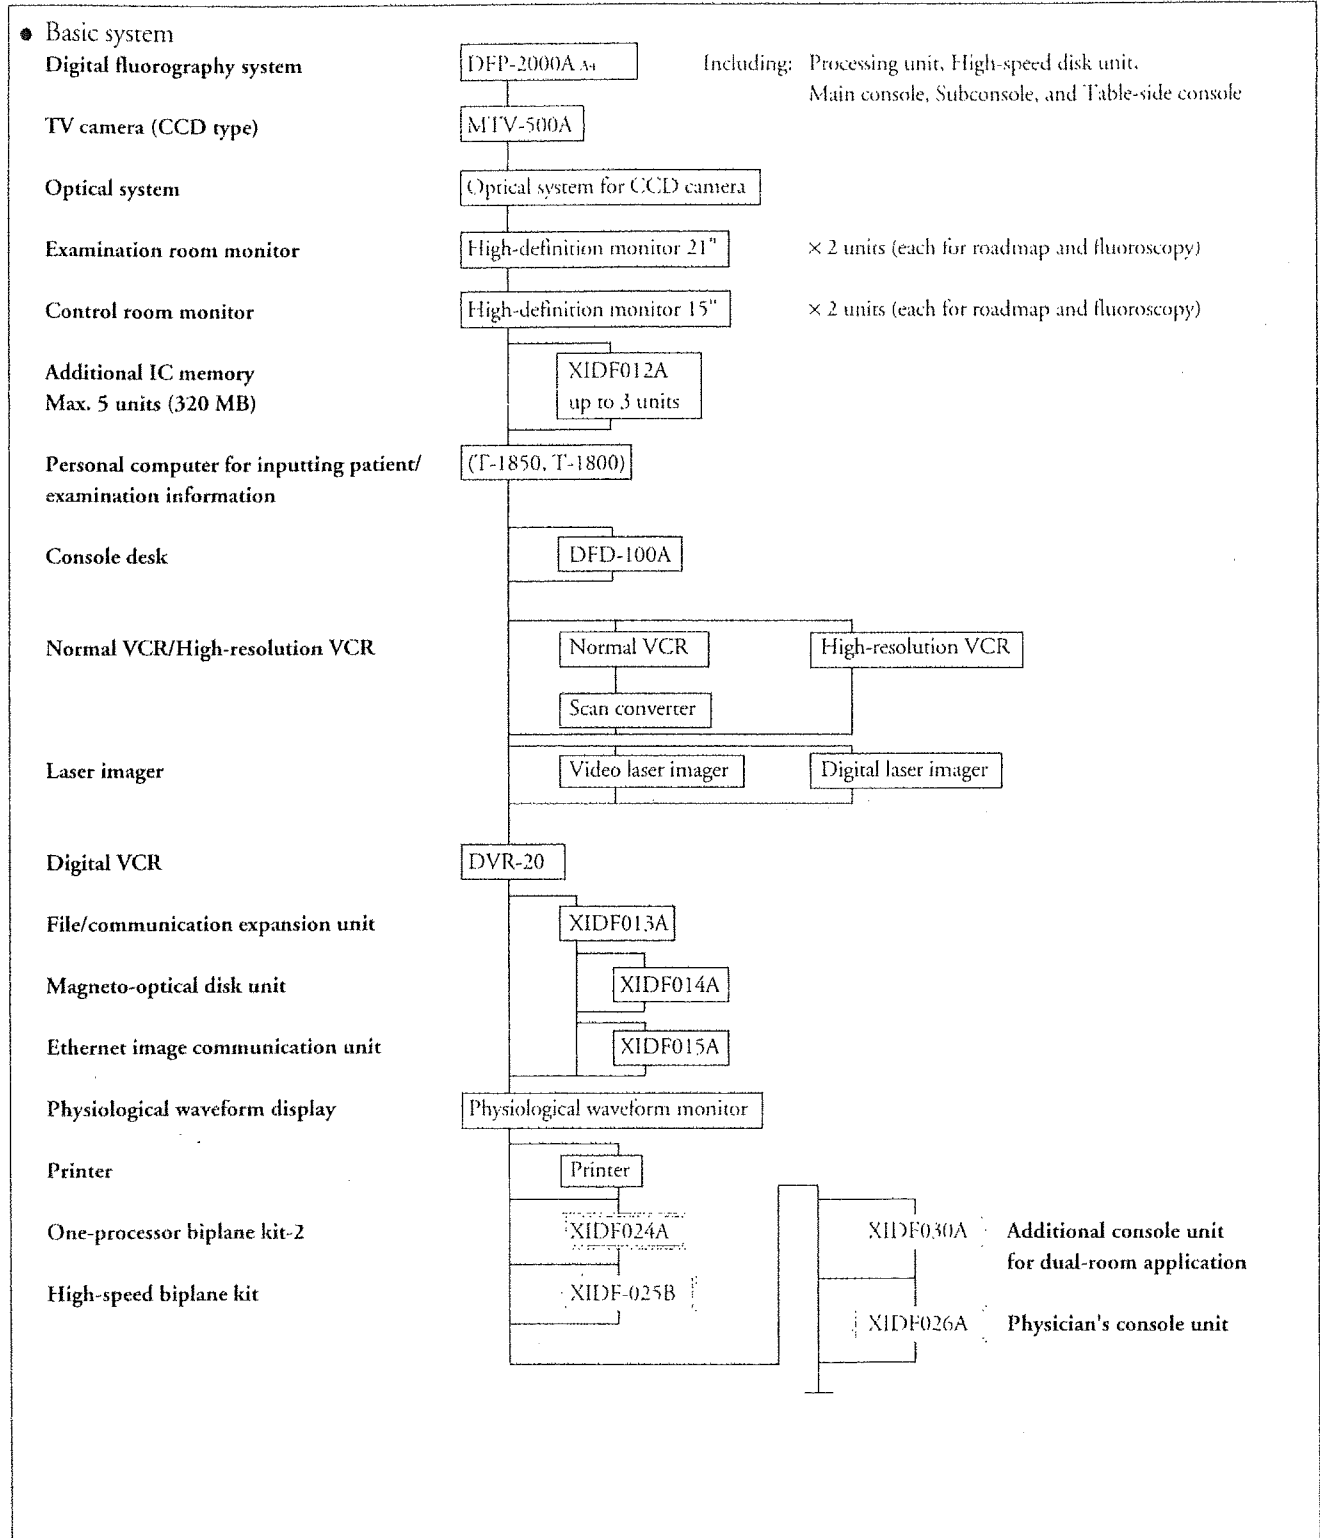 ● Basic system
Digital fluorography system DFP-2000A Including: Processing unit, High-speed disk unit,
Main console, Subconsole, and Table-side console
TV camera (CCD type) MTV-500A
Optical system Optical system for CCD camera
Examination room monitor High-definition monitor 21" × 2 units (each for roadmap and fluoroscopy)
Control room monitor High-definition monitor 15" × 2 units (each for roadmap and fluoroscopy)
Additional IC memory XIDF012A
Max. 5 units (320 MB) up to 3 units
Personal computer for inputting patient/ (T-1850, T-1800)
examination information
Console desk DFD-100A
Normal VCR/High-resolution VCR Normal VCR High-resolution VCR
Scan converter
Laser imager Video laser imager Digital laser imager
Digital VCR DVR-20
File/communication expansion unit XIDF013A
Magneto-optical disk unit XIDF014A
Ethernet image communication unit XIDF015A
Physiological waveform display Physiological waveform monitor
Printer Printer
One-processor biplane kit-2 XIDF024A XIDF030A Additional console unit
for dual-room application
High-speed biplane kit XIDF-025B
XIDF026A Physician's console unit